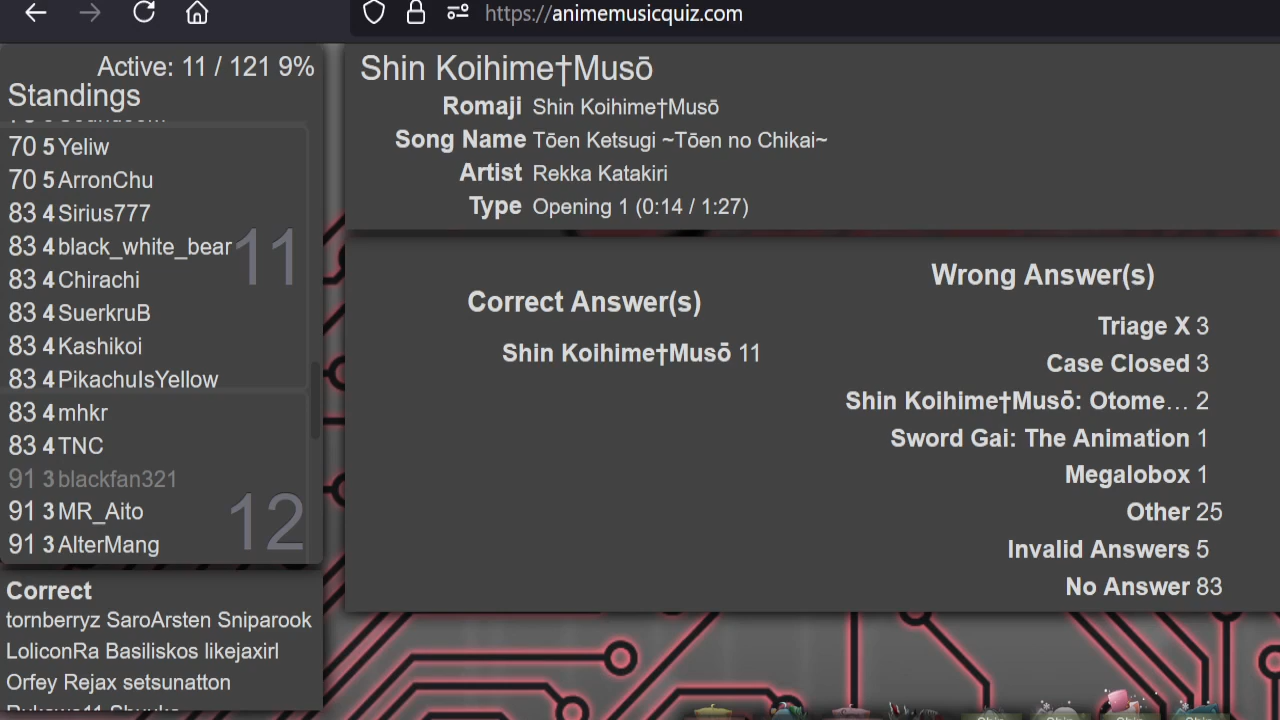 https://animemusicquiz.com
Active: 11 / 121 9%
Standings
70 5 Yeliw
70 5 ArronChu
83 4 Sirius777
83 4 black_white_bear
11
83 4 Chirachi
83 4 SuerkruB
83 4 Kashikoi
83 4 PikachuIsYellow
83 4 mhkr
83 4 TNC
91 3 blackfan321
91 3 MR_Aito
12
91 3 AlterMang
Correct
tornberryz SaroArsten Sniparook
LoliconRa Basiliskos likejaxirl
Orfey Rejax setsunatton
Shin Koihime†Musō
Romaji Shin Koihime†Musō
Song Name Tōen Ketsugi ~Tōen no Chikai~
Artist Rekka Katakiri
Type Opening 1 (0:14 / 1:27)
Correct Answer(s)
Shin Koihime†Musō 11
Wrong Answer(s)
Triage X 3
Case Closed 3
Shin Koihime†Musō: Otome… 2
Sword Gai: The Animation 1
Megalobox 1
Other 25
Invalid Answers 5
No Answer 83